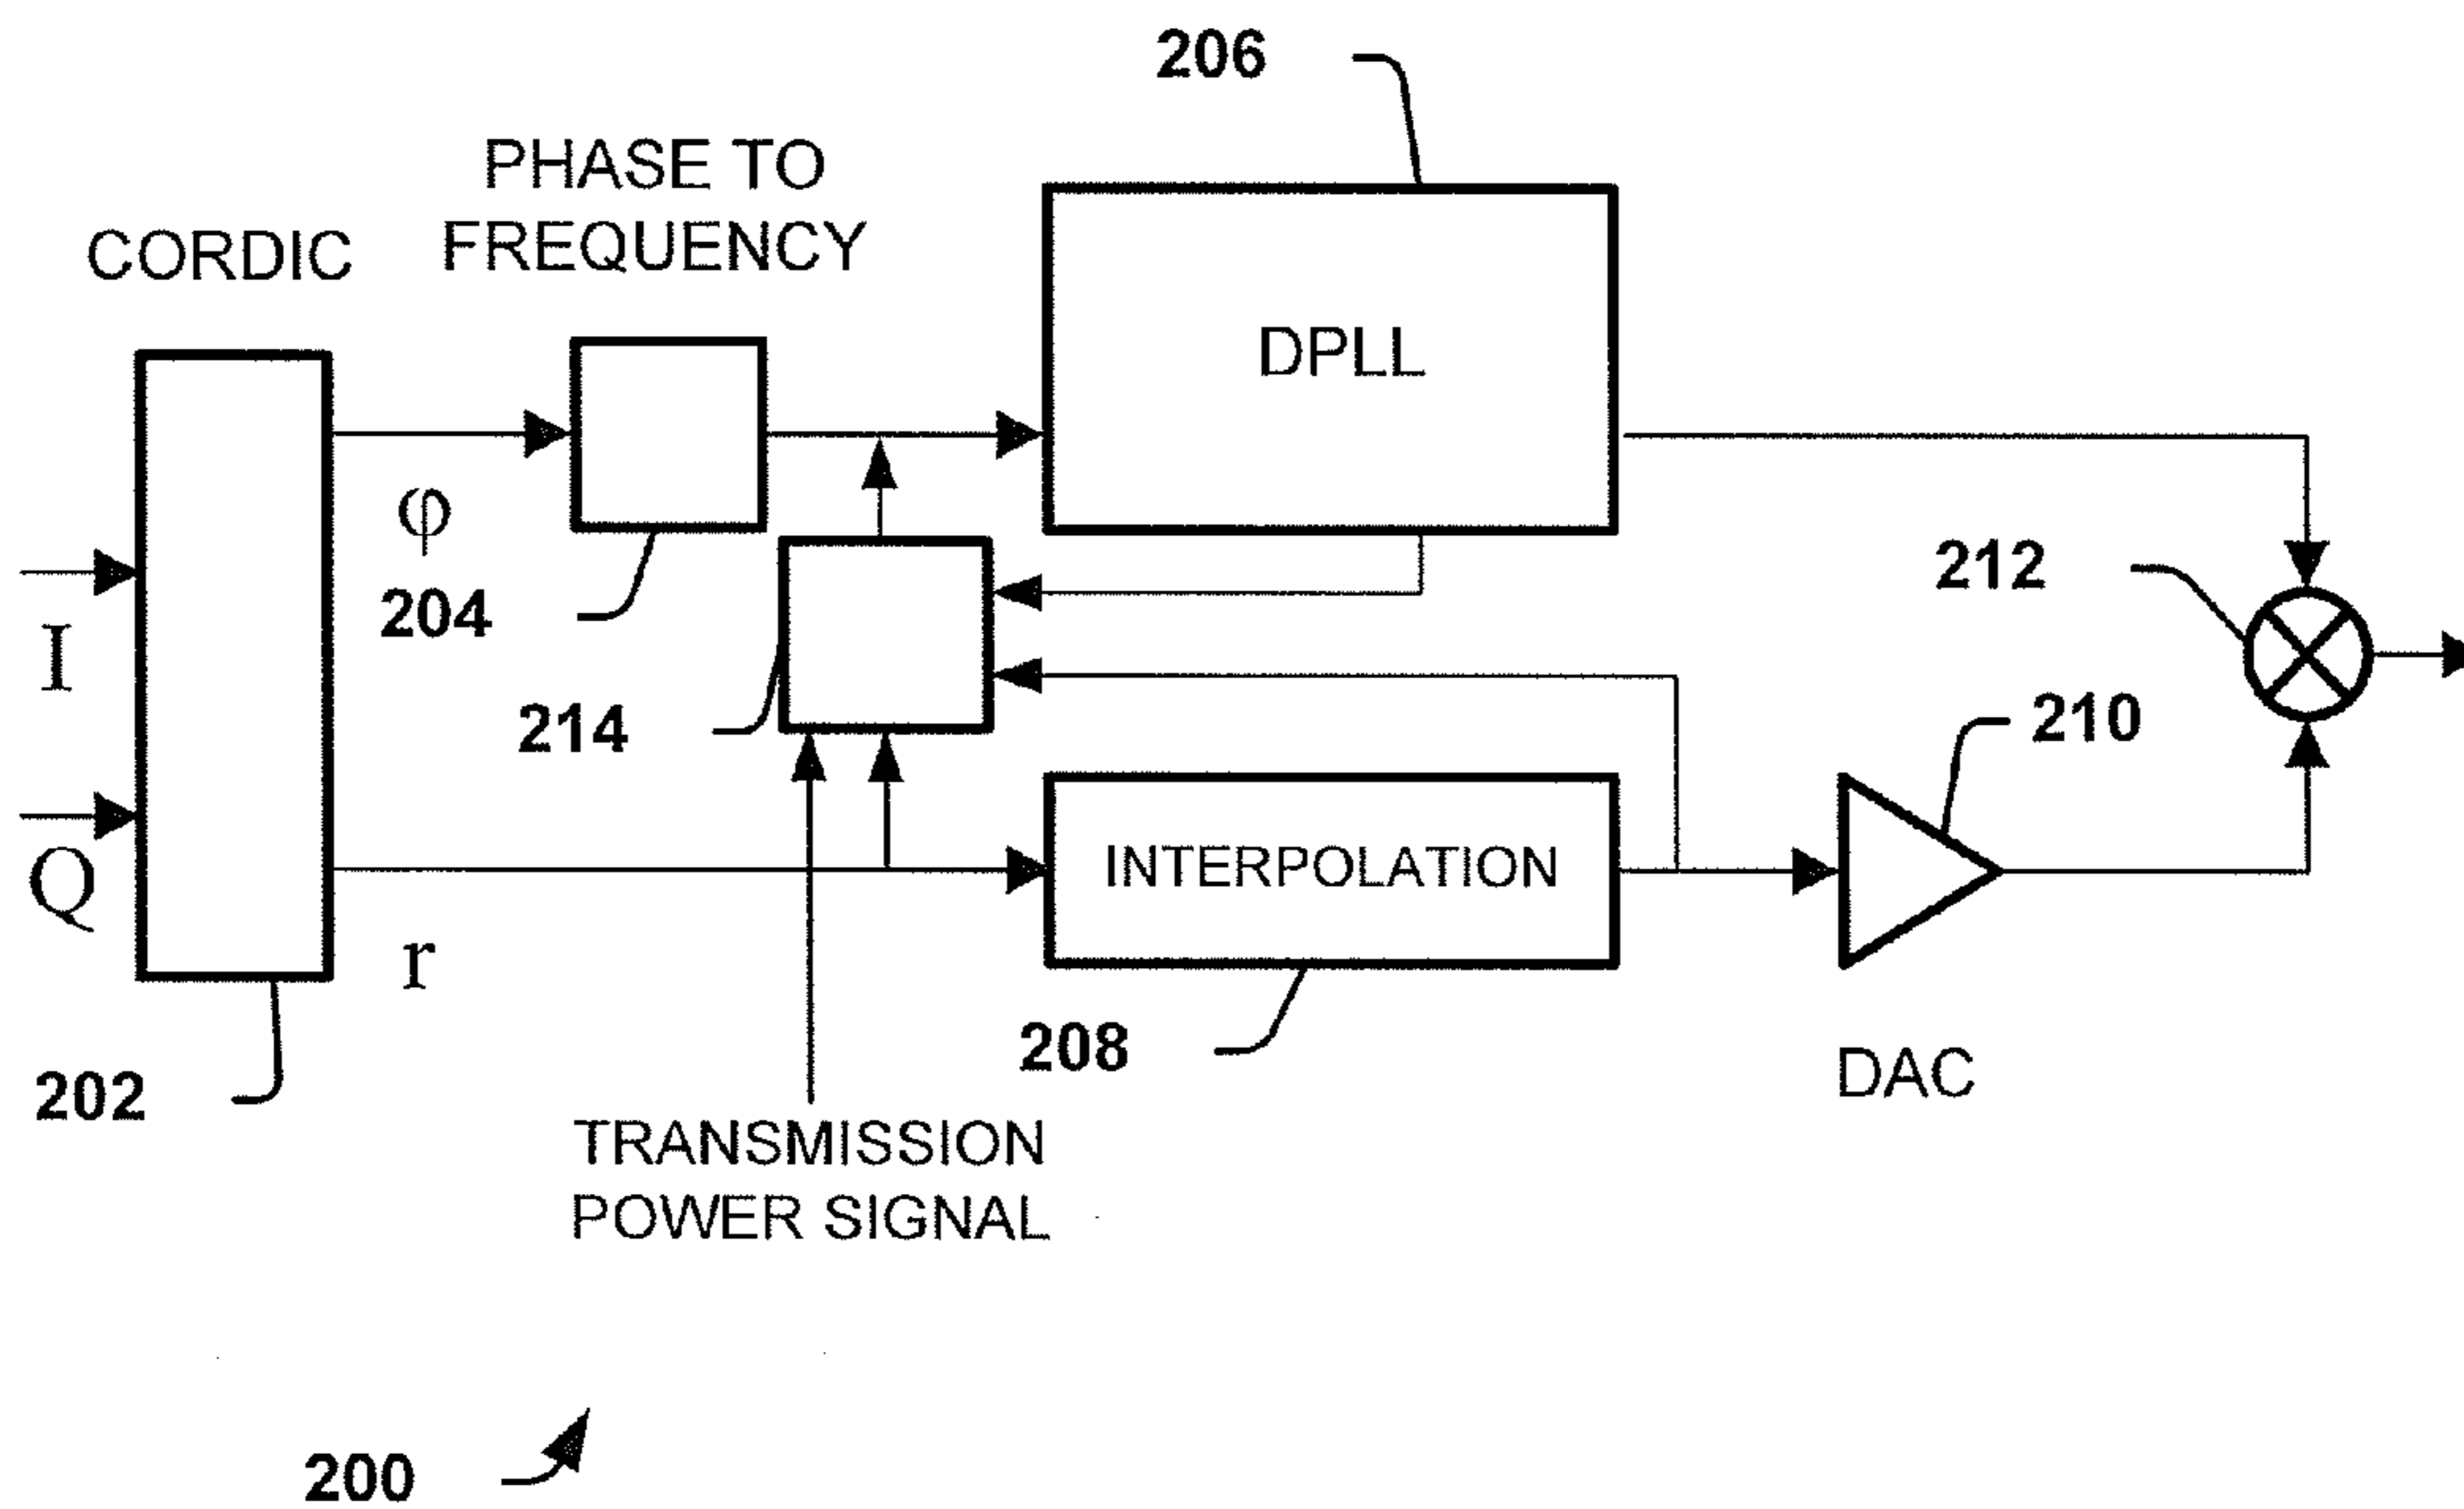 206
PHASE TO
FREQUENCY
CORDIC
DPLL
φ
204
I
212
214
210
Q
INTERPOLATION
r
208
DAC
202
TRANSMISSION
POWER SIGNAL
200